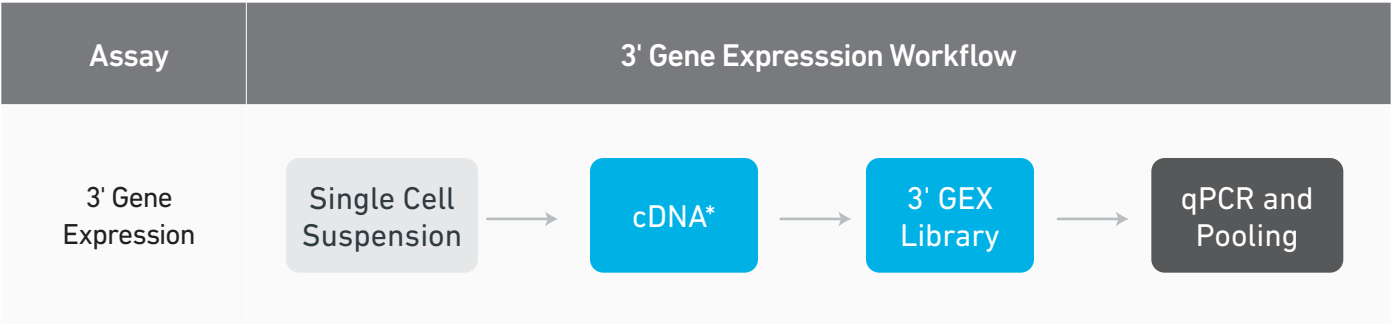 Assay
3' Gene Expresssion Workflow
3' Gene
Expression
Single Cell
Suspension
cDNA*
3' GEX
Library
qPCR and
Pooling